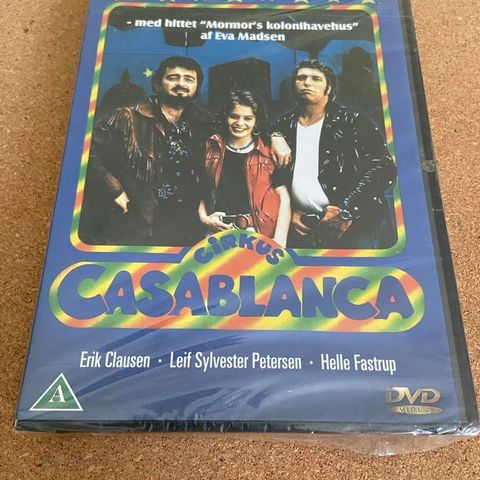 - med hittet "Mormor's kolonihavehus"
af Eva Madsen
CIRKUS
CASABLANCA
Erik Clausen · Leif Sylvester Petersen · Helle Fastrup
A
DVD
VIDEO